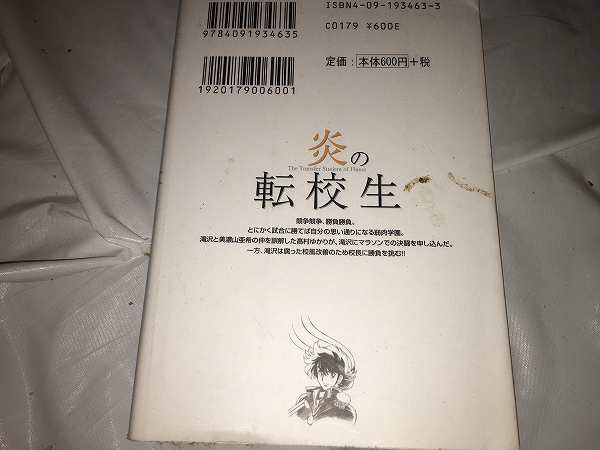 ISBN4-09-193463-3
9784091934635
C0179 ¥600E
定価：本体600円+税
1920179006001
炎の
The Transfer Student of Flame
転校生
競争競争、勝負勝負。
とにかく試合に勝てば自分の思い通りになる弱肉学園。
滝沢と美濃山亜希の仲を誤解した高村ゆかりが、滝沢にマラソンでの決闘を申し込んだ。
一方、滝沢は腐った校風改善のため校長に勝負を挑む!!